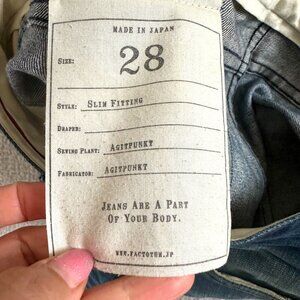 MADE IN JAPAN
SIZE: 28
STYLE: SLIM FITTING
DRAPER:
SEWING PLANT: AGITPUNKT
FABRICATOR: AGITPUNKT
JEANS ARE A PART
OF YOUR BODY.
WWW.FACTOTUM.JP